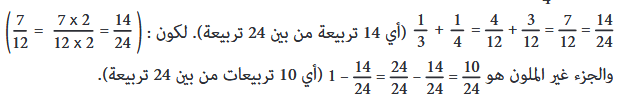 1/3 + 1/4 = 4/12 + 3/12 = 7/12 = 14/24 (أي 14 تربيعة من بين 24 تربيعة). لكون : (7/12 = 7 x 2/12 x 2 = 14/24)
والجزء غير الملون هو 1 − 14/24 = 24/24 − 14/24 = 10/24 (أي 10 تربيعات من بين 24 تربيعة).